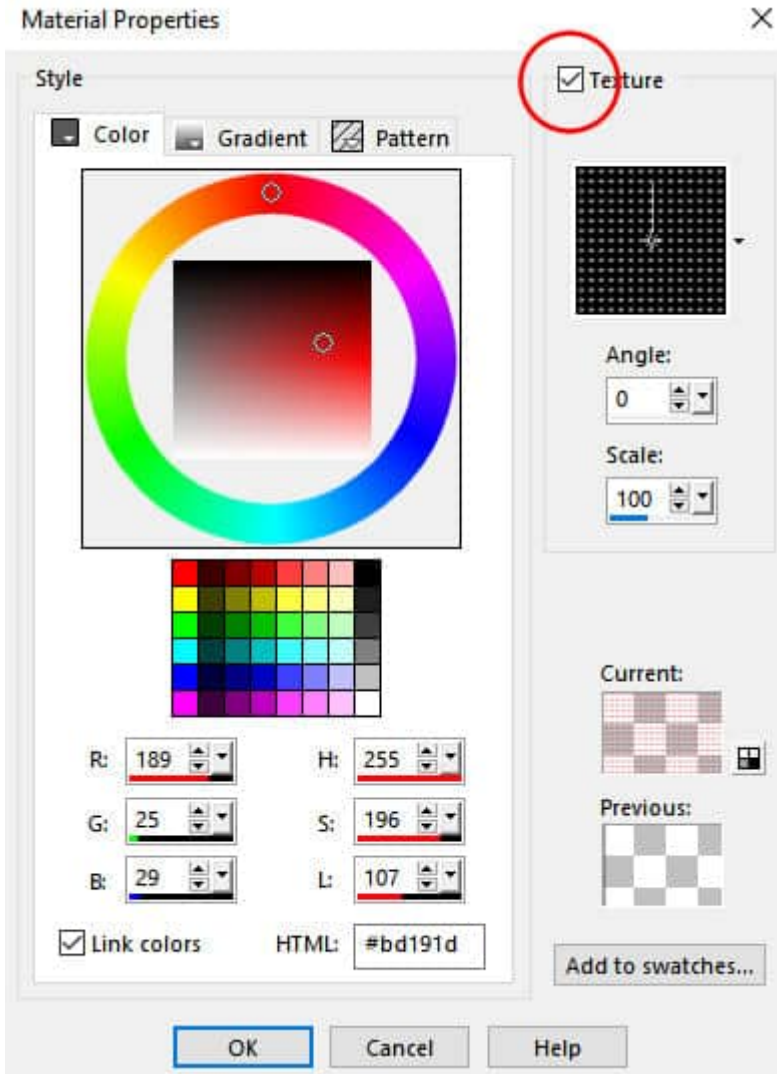 Material Properties
Style
Texture
Color
Gradient
Pattern
Angle:
0
Scale:
100
Current:
R: 189
H: 255
Previous:
G: 25
S: 196
B: 29
L: 107
Link colors
HTML: #bd191d
Add to swatches...
OK
Cancel
Help